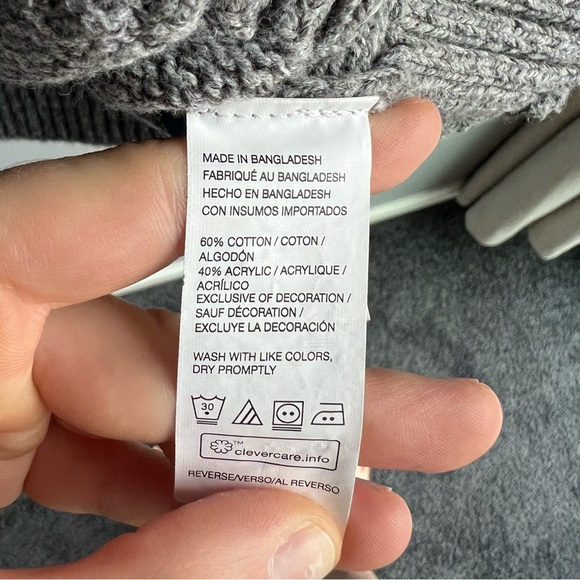 MADE IN BANGLADESH
FABRIQUÉ AU BANGLADESH
HECHO EN BANGLADESH
CON INSUMOS IMPORTADOS
60% COTTON / COTON /
ALGODÓN
40% ACRYLIC / ACRYLIQUE /
ACRÍLICO
EXCLUSIVE OF DECORATION /
SAUF DÉCORATION /
EXCLUYE LA DECORACIÓN
WASH WITH LIKE COLORS,
DRY PROMPTLY
30
clevercare.info™
REVERSE/VERSO/AL REVERSO